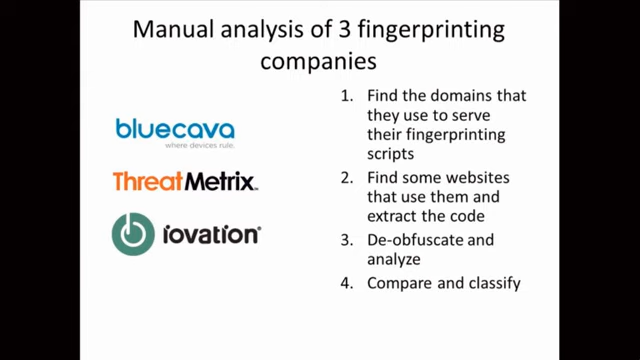 Manual analysis of 3 fingerprinting
companies
bluecava
where devices rule.
ThreatMetrix™
iovation®
1. Find the domains that
they use to serve
their fingerprinting
scripts
2. Find some websites
that use them and
extract the code
3. De-obfuscate and
analyze
4. Compare and classify